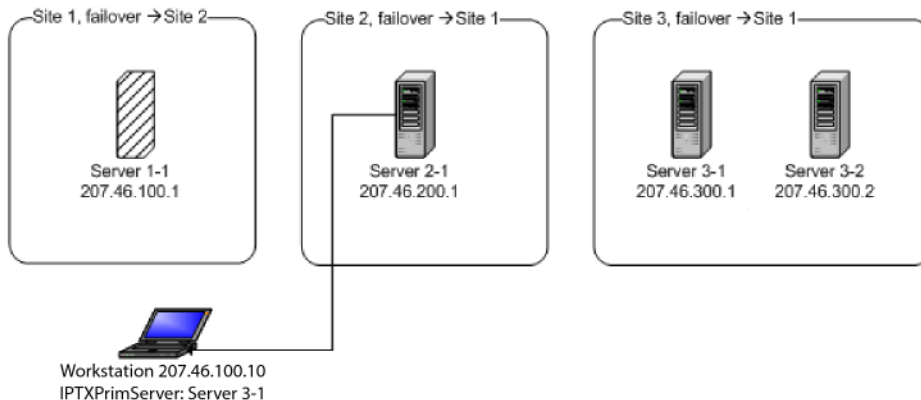 Site 1, failover → Site 2
Site 2, failover → Site 1
Site 3, failover → Site 1
Server 1-1
207.46.100.1
Server 2-1
207.46.200.1
Server 3-1
207.46.300.1
Server 3-2
207.46.300.2
Workstation 207.46.100.10
IPTXPrimServer: Server 3-1